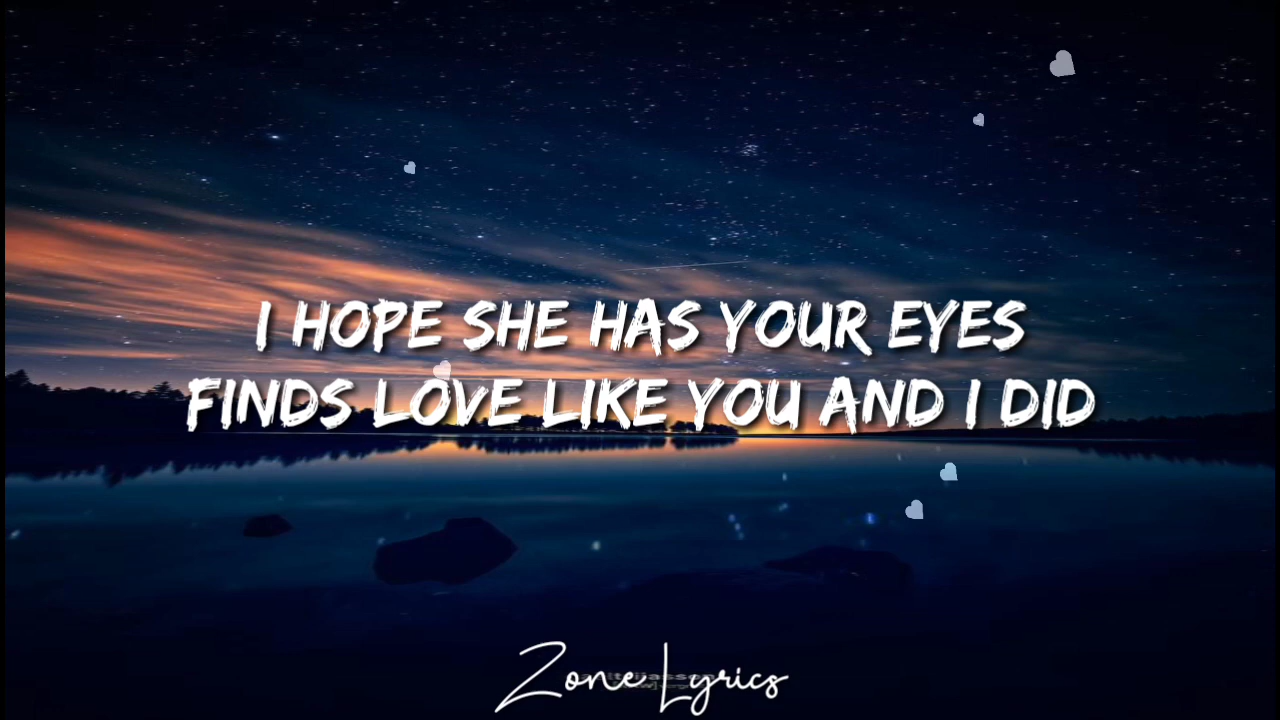 I HOPE SHE HAS YOUR EYES
FINDS LOVE LIKE YOU AND I DID
Zone Lyrics